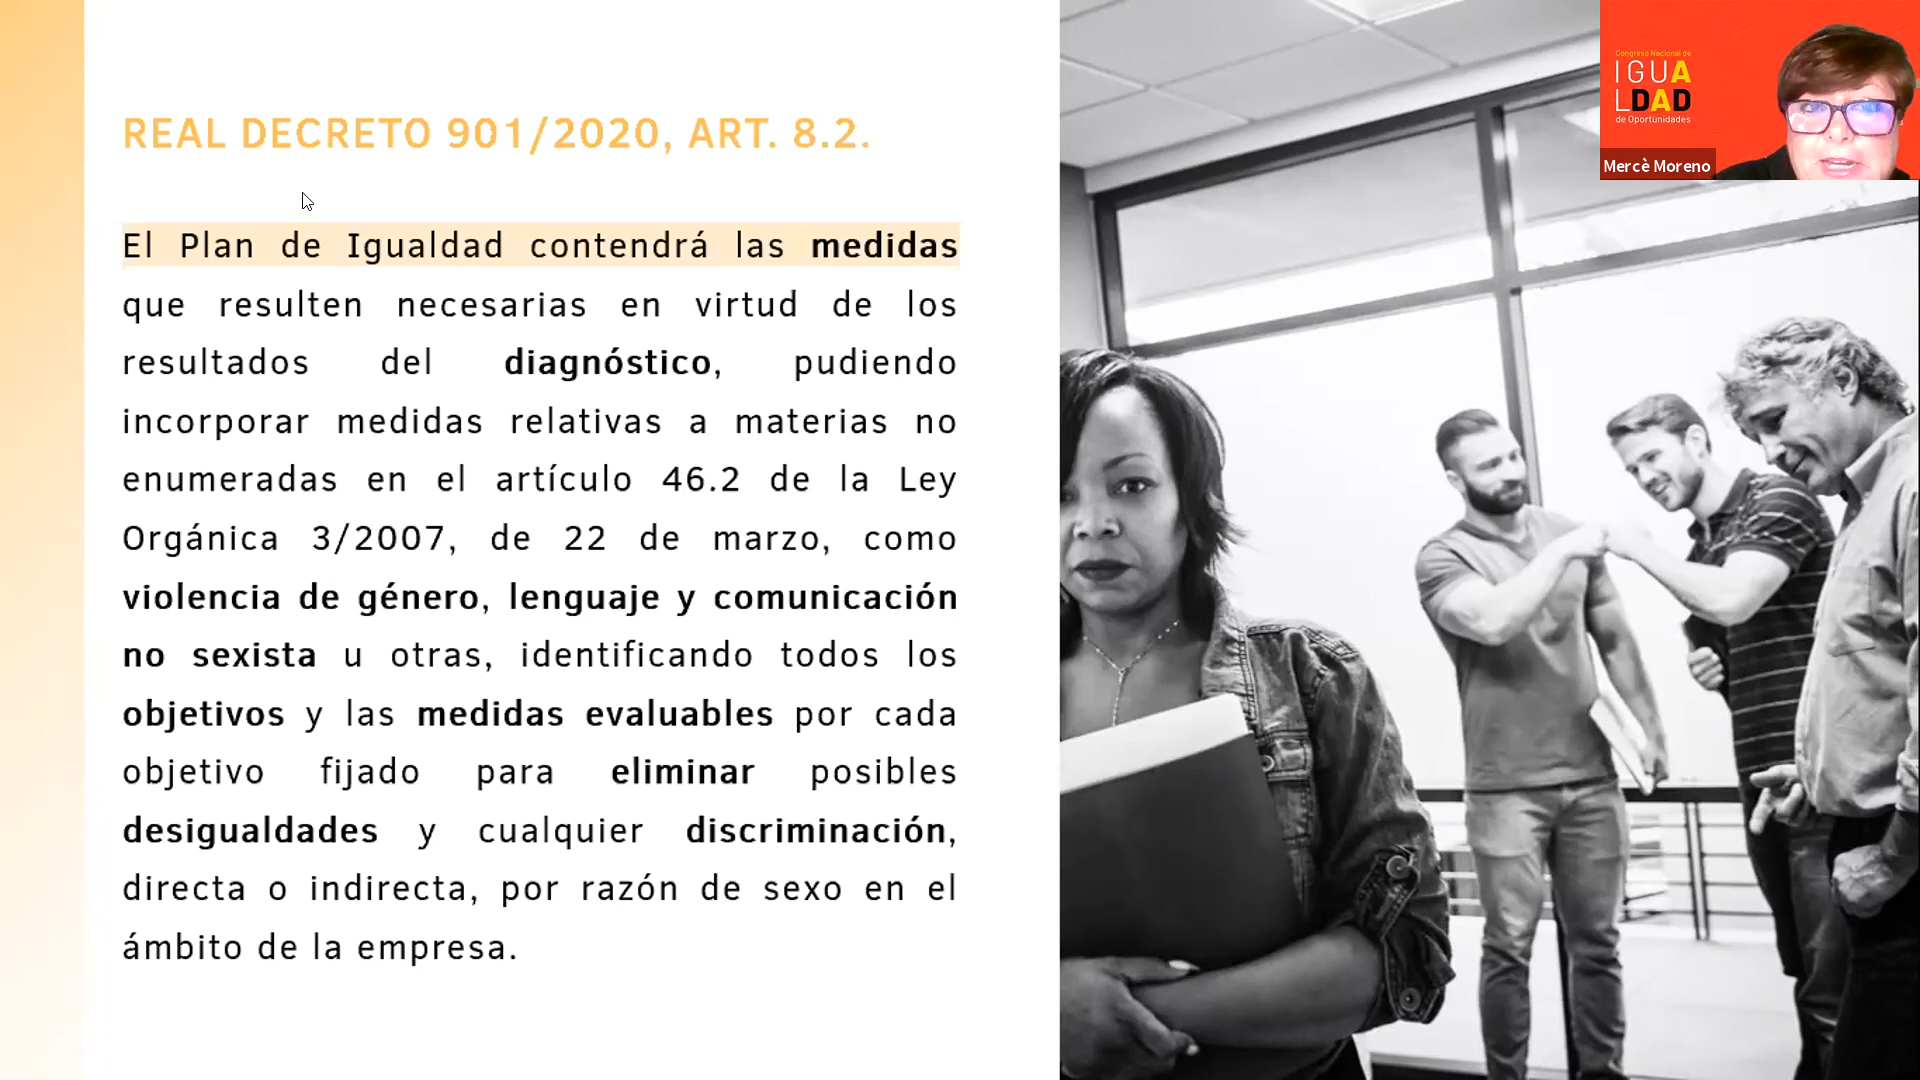 REAL DECRETO 901/2020, ART. 8.2.
El Plan de Igualdad contendrá las medidas
que resulten necesarias en virtud de los
resultados del diagnóstico, pudiendo
incorporar medidas relativas a materias no
enumeradas en el artículo 46.2 de la Ley
Orgánica 3/2007, de 22 de marzo, como
violencia de género, lenguaje y comunicación
no sexista u otras, identificando todos los
objetivos y las medidas evaluables por cada
objetivo fijado para eliminar posibles
desigualdades y cualquier discriminación,
directa o indirecta, por razón de sexo en el
ámbito de la empresa.
Congreso Nacional de
IGUA
LDAD
de Oportunidades
Mercè Moreno